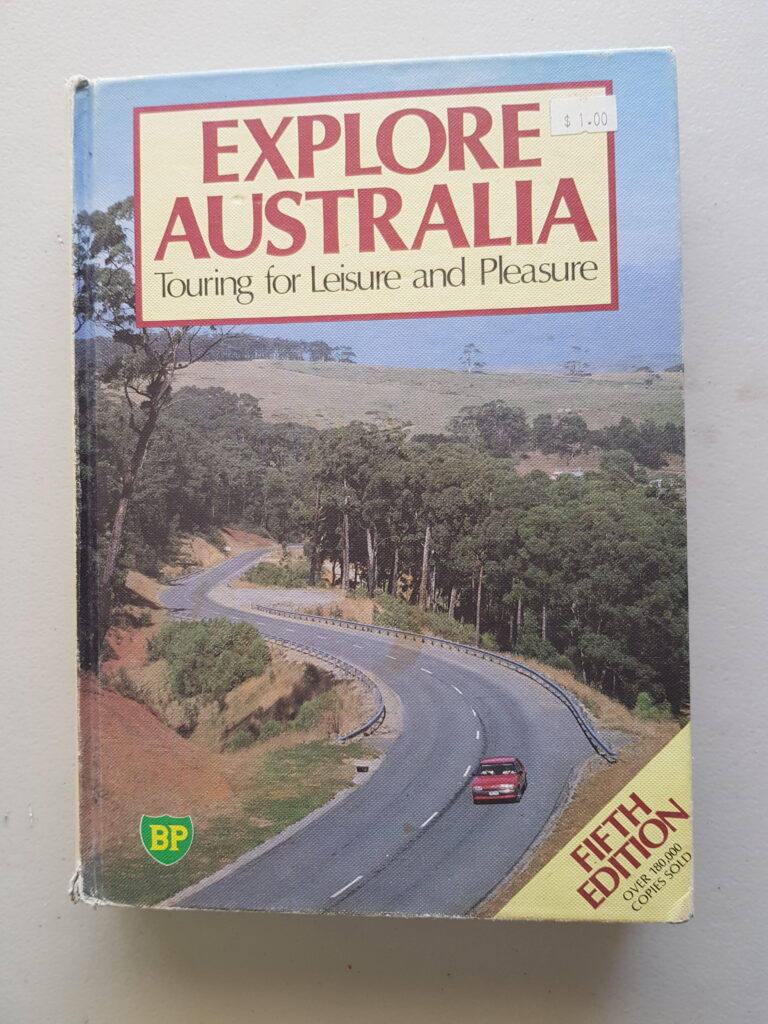 EXPLORE
$ 1.00
AUSTRALIA
Touring for Leisure and Pleasure
BP
FIFTH
EDITION
OVER 180,000
COPIES SOLD